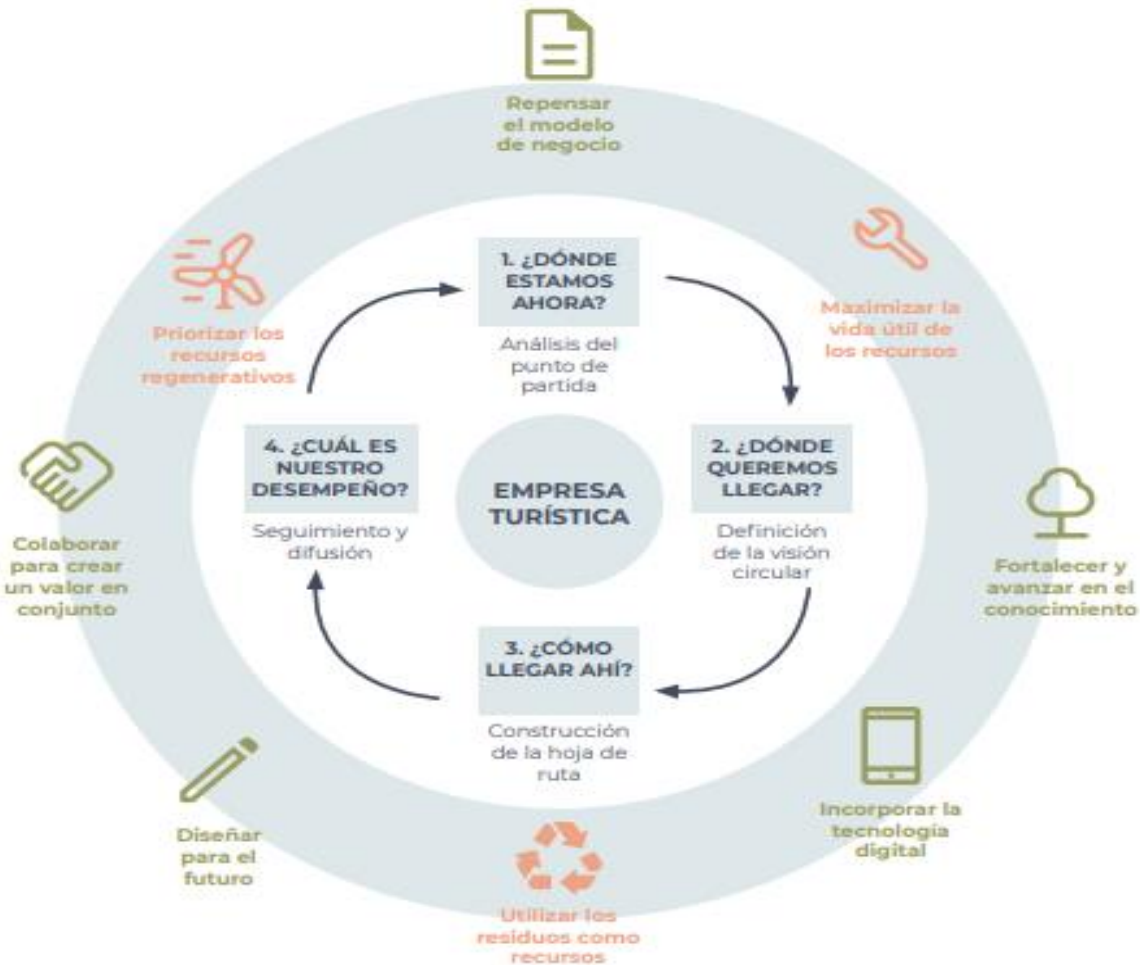 Repensar
el modelo
de negocio
Priorizar los
recursos
regenerativos
Maximizar la
vida útil de
los recursos
1. ¿DÓNDE
ESTAMOS
AHORA?
Análisis del
punto de
partida
4. ¿CUÁL ES
NUESTRO
DESEMPEÑO?
Seguimiento y
difusión
EMPRESA
TURÍSTICA
2. ¿DÓNDE
QUEREMOS
LLEGAR?
Definición
de la visión
circular
Colaborar
para crear
un valor en
conjunto
Fortalecer y
avanzar en el
conocimiento
3. ¿CÓMO
LLEGAR AHÍ?
Construcción
de la hoja de
ruta
Diseñar
para el
futuro
Incorporar la
tecnología
digital
Utilizar los
residuos como
recursos